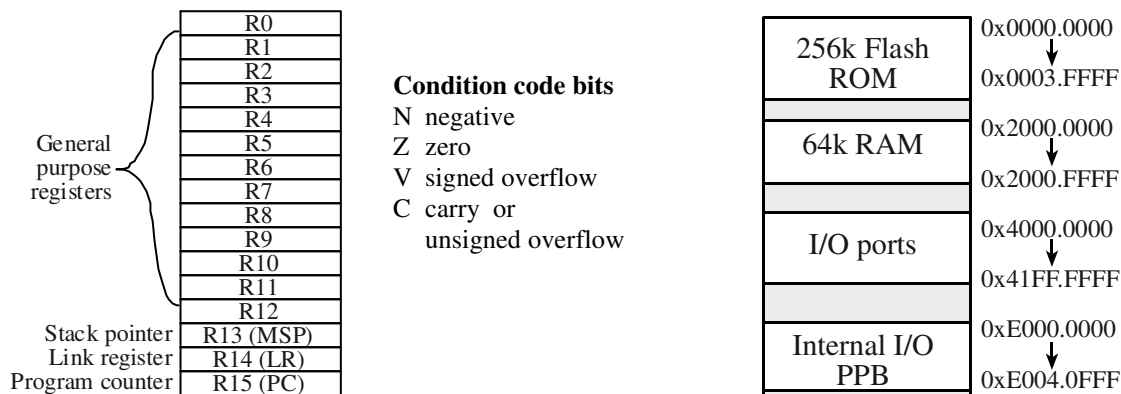 R0
R1
R2
R3
R4
R5
R6
R7
R8
R9
R10
R11
R12
R13 (MSP)
R14 (LR)
R15 (PC)
General
purpose
registers
Stack pointer
Link register
Program counter
Condition code bits
N negative
Z zero
V signed overflow
C carry or
unsigned overflow
256k Flash
ROM
64k RAM
I/O ports
Internal I/O
PPB
0x0000.0000
0x0003.FFFF
0x2000.0000
0x2000.FFFF
0x4000.0000
0x41FF.FFFF
0xE000.0000
0xE004.0FFF